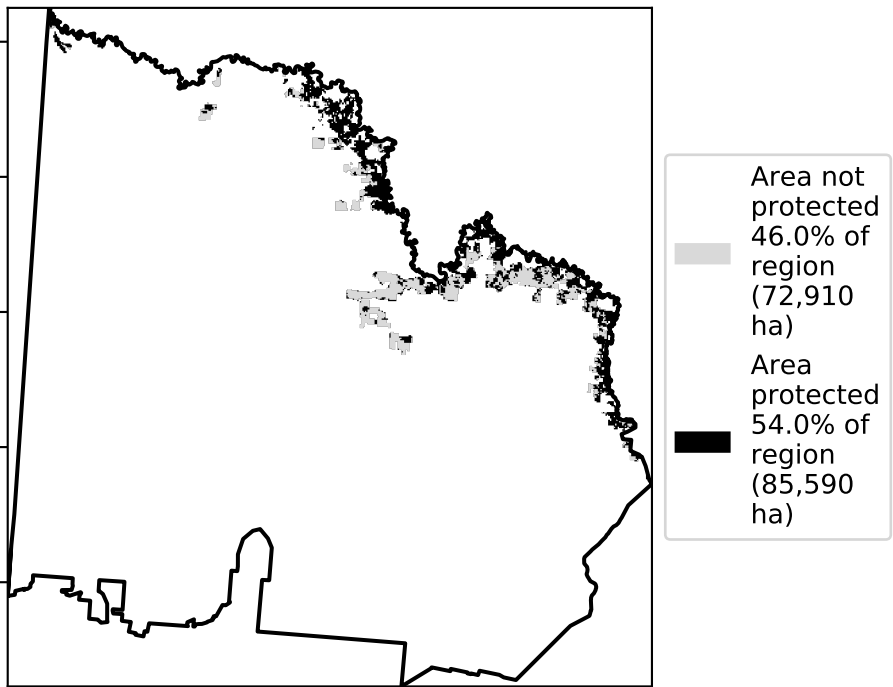 Area not
protected
46.0% of
region
(72,910
ha)
Area
protected
54.0% of
region
(85,590
ha)